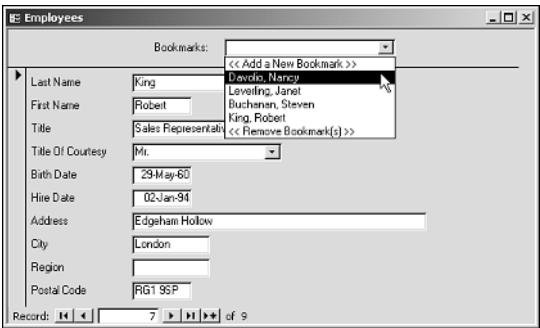 Employees
Bookmarks:
<< Add a New Bookmark >>
Davolio, Nancy
Leverling, Janet
Buchanan, Steven
King, Robert
<< Remove Bookmark(s) >>
Last Name King
First Name Robert
Title Sales Representativ
Title Of Courtesy Mr.
Birth Date 29-May-60
Hire Date 02-Jan-94
Address Edgeham Hollow
City London
Region
Postal Code RG1 9SP
Record: 7 of 9